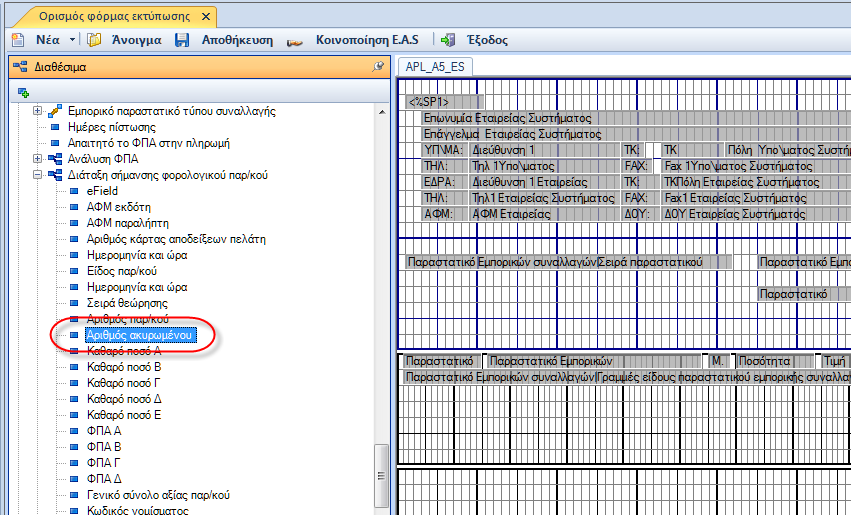 Ορισμός φόρμας εκτύπωσης
Νέα Άνοιγμα Αποθήκευση Κοινοποίηση E.A.S Έξοδος
Διαθέσιμα
Εμπορικό παραστατικό τύπου συναλλαγής
Ημέρες πίστωσης
Απαιτητό το ΦΠΑ στην πληρωμή
Ανάλυση ΦΠΑ
Διάταξη σήμανσης φορολογικού παρ/κού
eField
ΑΦΜ εκδότη
ΑΦΜ παραλήπτη
Αριθμός κάρτας αποδείξεων πελάτη
Ημερομηνία και ώρα
Είδος παρ/κού
Ημερομηνία και ώρα
Σειρά θεώρησης
Αριθμός παρ/κού
Αριθμός ακυρωμένου
Καθαρό ποσό Α
Καθαρό ποσό Β
Καθαρό ποσό Γ
Καθαρό ποσό Δ
Καθαρό ποσό Ε
ΦΠΑ Α
ΦΠΑ Β
ΦΠΑ Γ
ΦΠΑ Δ
Γενικό σύνολο αξίας παρ/κού
Κωδικός νομίσματος
APL_A5_ES
<%SP1>
Επωνυμία Εταιρείας Συστήματος
Επάγγελμα Εταιρείας Συστήματος
ΥΠ\ΜΑ: Διεύθυνση 1 ΤΚ: ΤΚ Πόλη Υπο\ματος Συστήμ
ΤΗΛ: Τηλ 1Υπο\ματος FAX: Fax 1Υπο\ματος Συστήματος
ΕΔΡΑ: Διεύθυνση 1 Εταιρείας ΤΚ: ΤΚΠόλη Εταιρείας Συστήματος
ΤΗΛ: Τηλ1 Εταιρείας Συστήματος FAX: Fax1 Εταιρείας Συστήματος
ΑΦΜ: ΑΦΜ Εταιρείας ΔΟΥ: ΔΟΥ Εταιρείας Συστήματος
Παραστατικό Εμπορικών συναλλαγών\Σειρά παραστατικού Παραστατικό Εμπορικών
Παραστατικό
Παραστατικό Παραστατικό Εμπορικών Μ. Ποσότητα Τιμή
Παραστατικό Εμπορικών συναλλαγών\Γραμμές είδους παραστατικού εμπορικής συναλλα